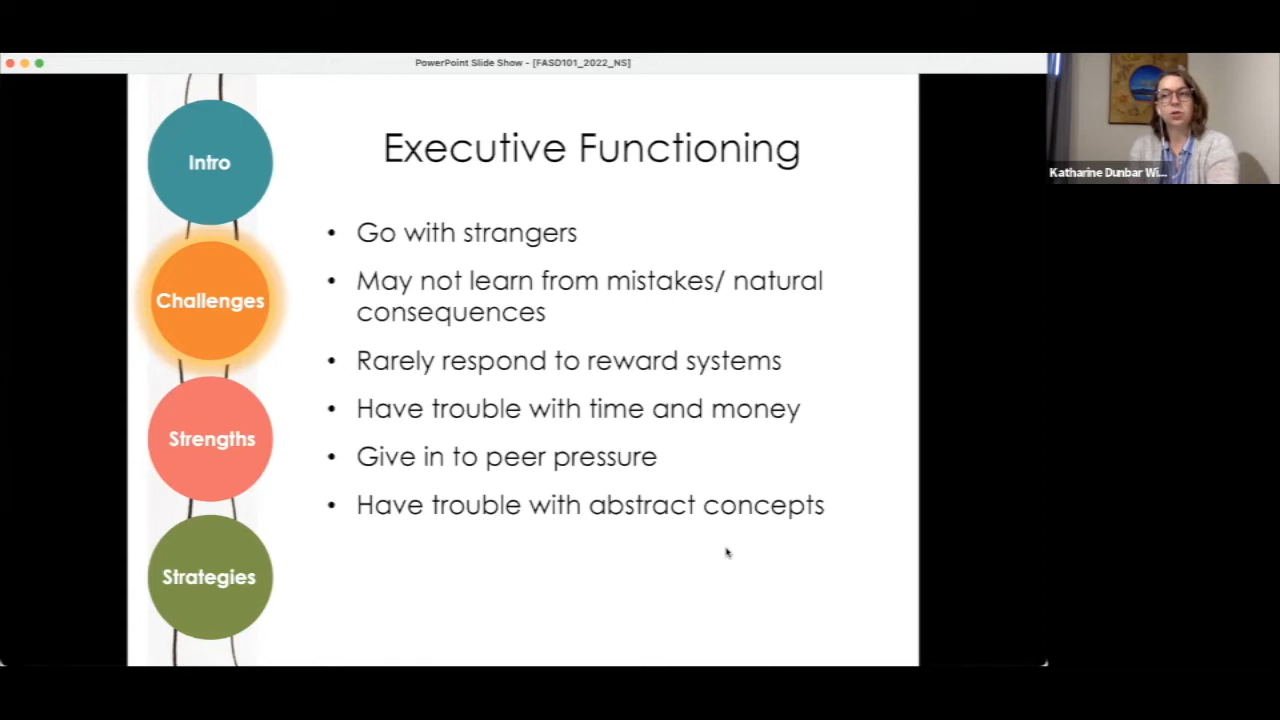 PowerPoint Slide Show - [FASD101_2022_NS]
Katharine Dunbar Wi...
Intro
Challenges
Strengths
Strategies
Executive Functioning
• Go with strangers
• May not learn from mistakes/ natural
consequences
• Rarely respond to reward systems
• Have trouble with time and money
• Give in to peer pressure
• Have trouble with abstract concepts